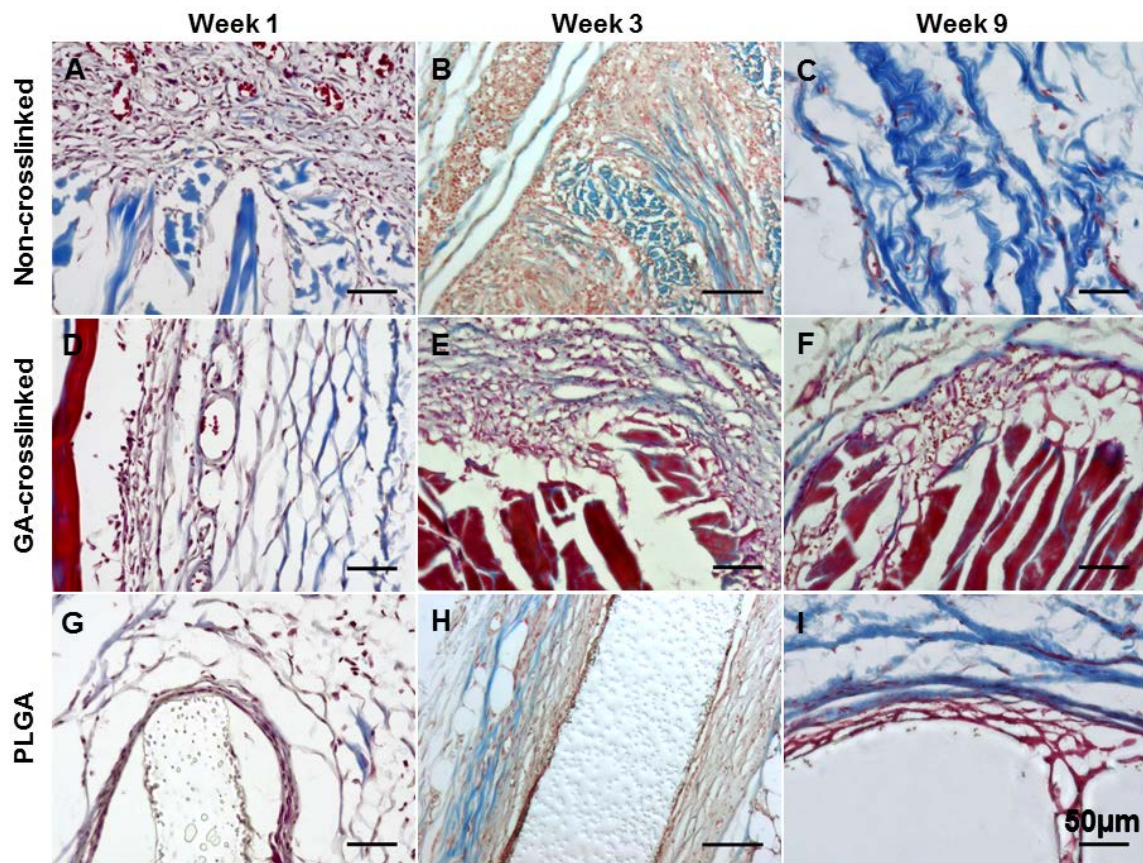 Week 1 Week 3 Week 9
Non-crosslinked
A B C
GA-crosslinked
D E F
PLGA
G H I
50µm